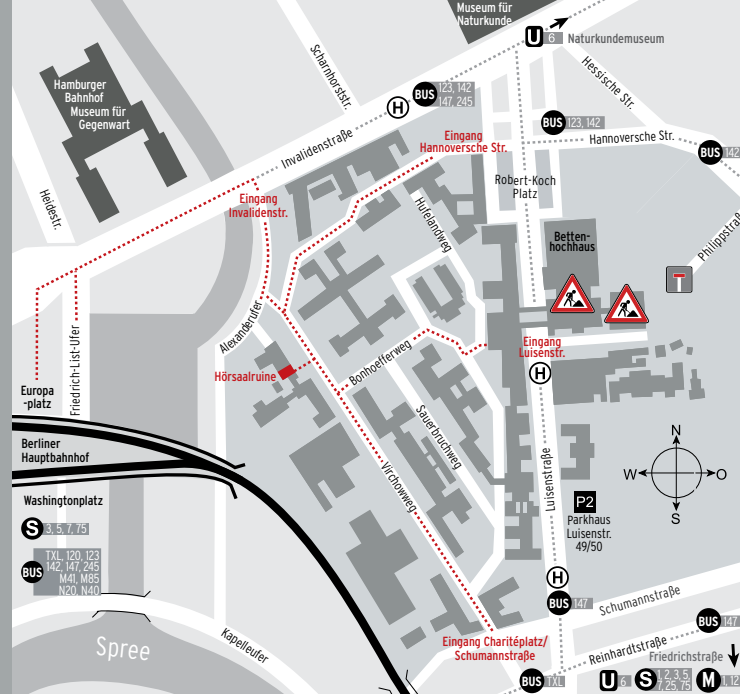 Museum für
Naturkunde
U 6 Naturkundemuseum
Hamburger
Bahnhof
Museum für
Gegenwart
Scharnhorststr.
Hessische Str.
H
BUS 123, 142
147, 245
BUS 123, 142
Invalidenstraße
Eingang
Hannoversche Str.
Hannoversche Str.
BUS 142
Heidestr.
Eingang
Invalidenstr.
Robert-Koch
Platz
Hufelandweg
Betten-
hochhaus
Philippstraß
Alexanderufer
Friedrich-List-Ufer
Hörsaalruine
Bonhoefferweg
Eingang
Luisenstr.
H
Europa
-platz
Sauerbruchweg
Berliner
Hauptbahnhof
N
W O
S
Virchowweg
Luisenstraße
Washingtonplatz
S 3, 5, 7, 75
P2
Parkhaus
Luisenstr.
49/50
BUS TXL, 120, 123
142, 147, 245
M41, M85
N20, N40
H
BUS 147
Schumannstraße
Spree
Kapelleufer
Eingang Charitéplatz/
Schumannstraße
Reinhardtstraße
BUS 147
Friedrichstraße
BUS TXL
U 6 S 1, 2, 3, 5,
7, 25, 75 M 1, 12